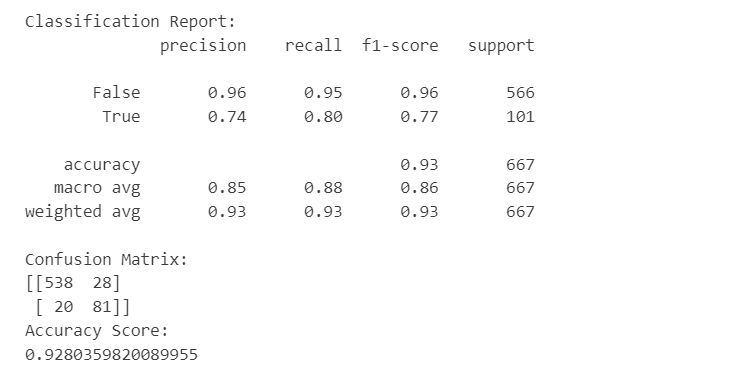 Classification Report:
precision recall f1-score support
False 0.96 0.95 0.96 566
True 0.74 0.80 0.77 101
accuracy 0.93 667
macro avg 0.85 0.88 0.86 667
weighted avg 0.93 0.93 0.93 667
Confusion Matrix:
[[538 28]
[ 20 81]]
Accuracy Score:
0.9280359820089955